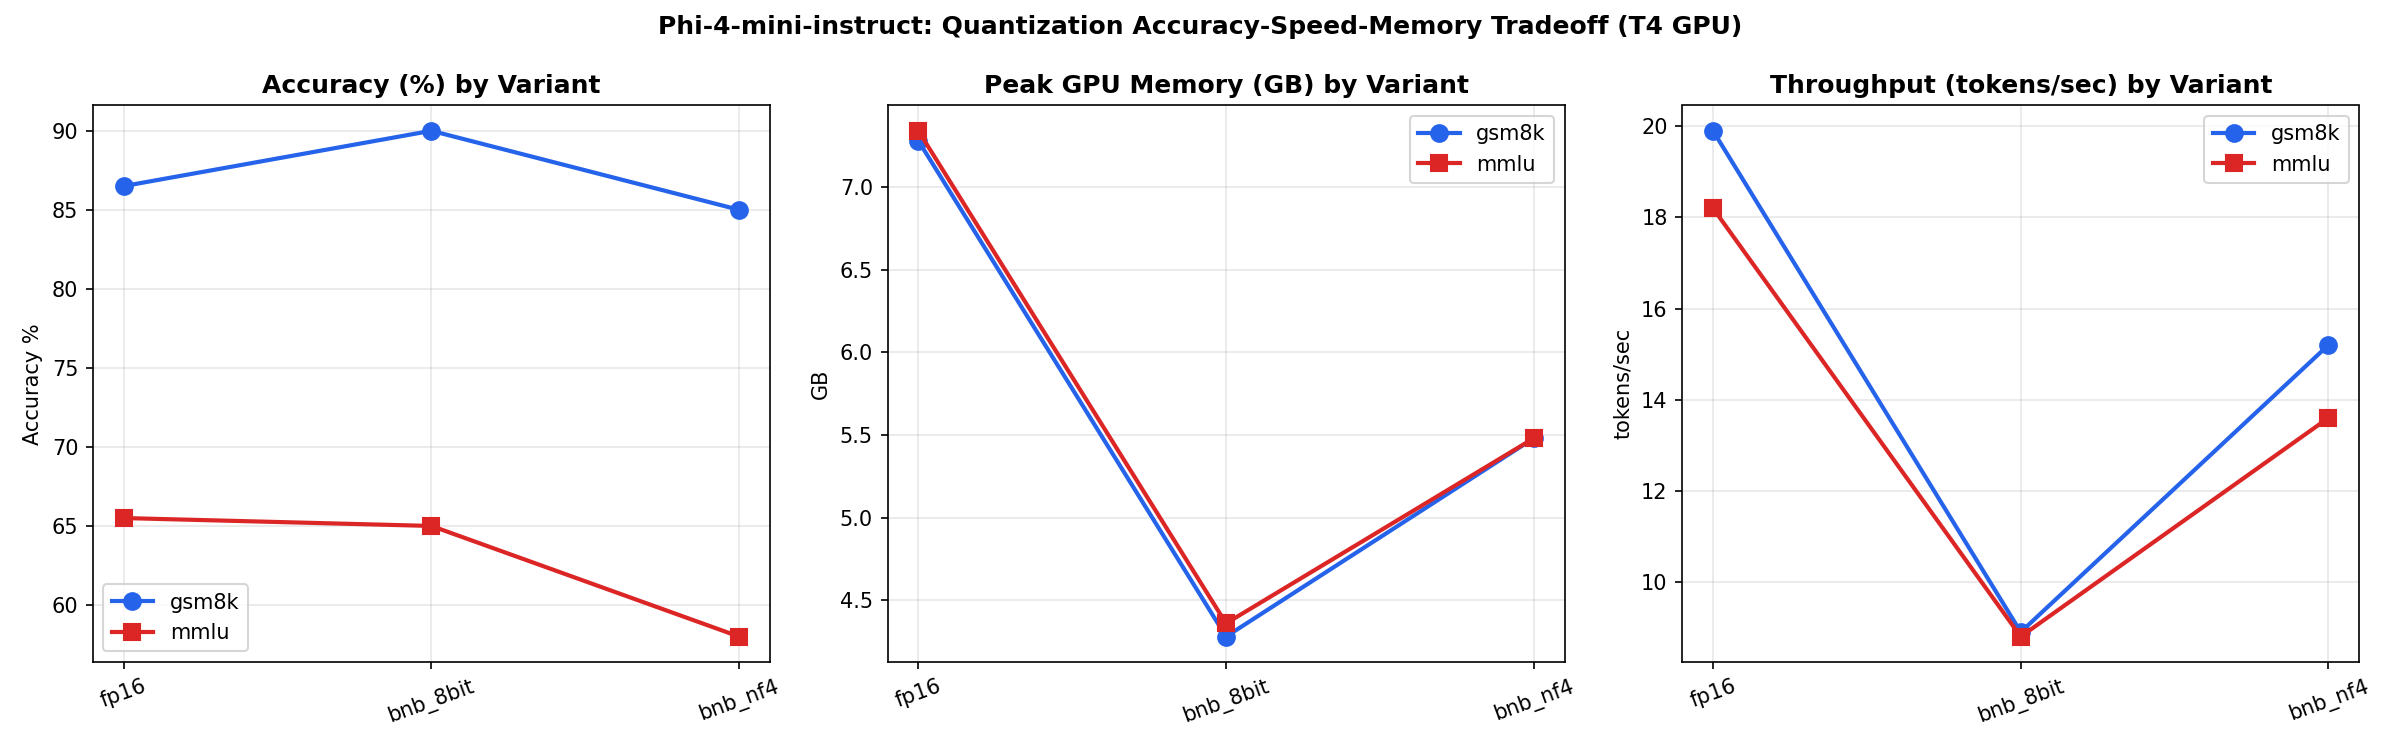 Phi-4-mini-instruct: Quantization Accuracy-Speed-Memory Tradeoff (T4 GPU)
Accuracy (%) by Variant
Accuracy %
90
85
80
75
70
65
60
gsm8k
mmlu
fp16
bnb_8bit
bnb_nf4
Peak GPU Memory (GB) by Variant
GB
7.0
6.5
6.0
5.5
5.0
4.5
gsm8k
mmlu
fp16
bnb_8bit
bnb_nf4
Throughput (tokens/sec) by Variant
tokens/sec
20
18
16
14
12
10
gsm8k
mmlu
fp16
bnb_8bit
bnb_nf4